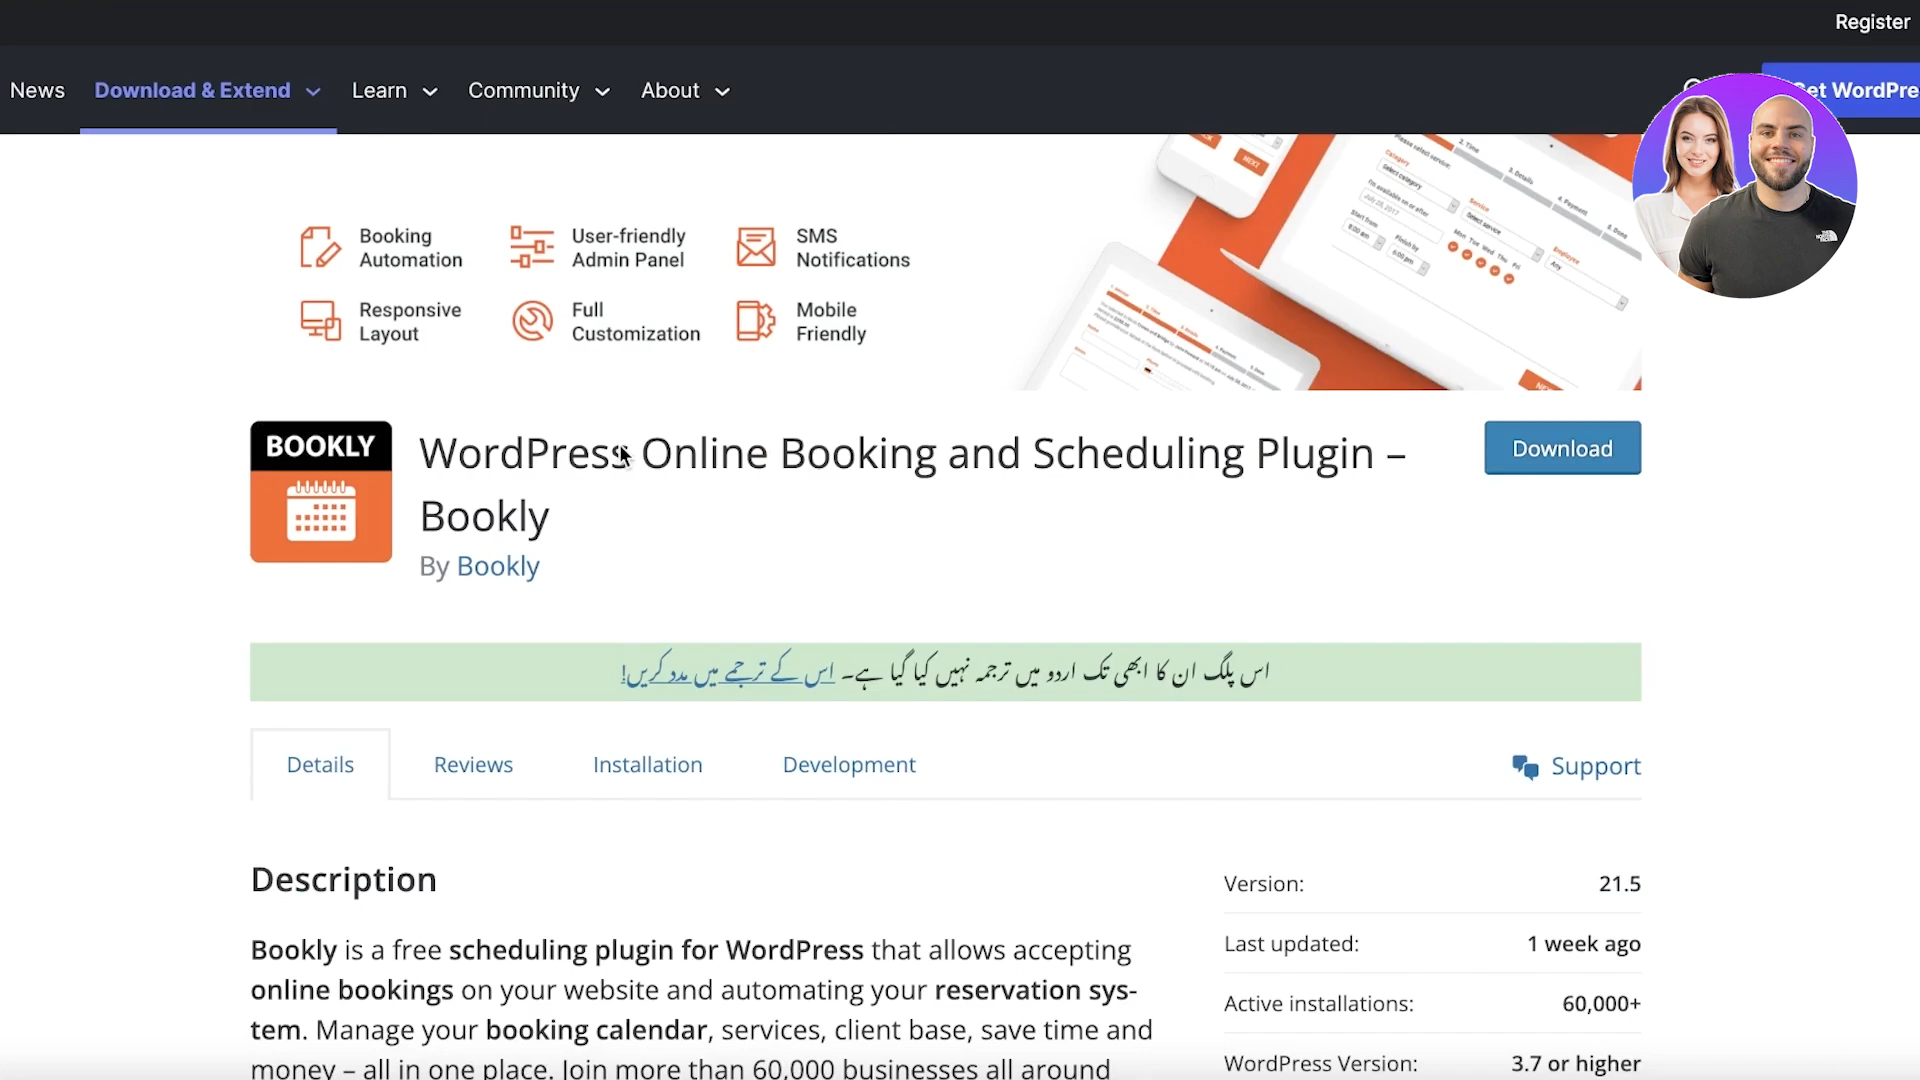 Register
News
Download & Extend
Learn
Community
About
Get WordPre
Booking Automation
User-friendly Admin Panel
SMS Notifications
Responsive Layout
Full Customization
Mobile Friendly
BOOKLY
WordPress Online Booking and Scheduling Plugin –
Bookly
Download
By Bookly
اس پلگ ان کا ابھی تک اردو میں ترجمہ نہیں کیا گیا ہے۔ اس کے ترجمے میں مدد کریں!
Details
Reviews
Installation
Development
Support
Description
Bookly is a free scheduling plugin for WordPress that allows accepting
online bookings on your website and automating your reservation sys-
tem. Manage your booking calendar, services, client base, save time and
money – all in one place. Join more than 60,000 businesses all around
Version: 21.5
Last updated: 1 week ago
Active installations: 60,000+
WordPress Version: 3.7 or higher